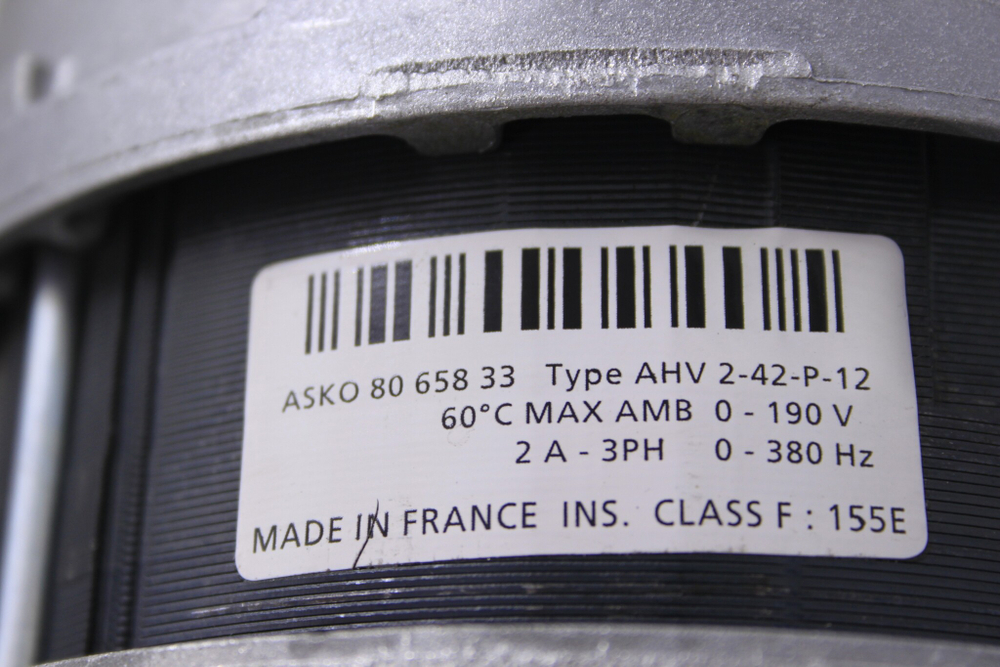 ASKO 80 658 33 Type AHV 2-42-P-12
60°C MAX AMB 0 - 190 V
2 A - 3PH 0 - 380 Hz
MADE IN FRANCE INS. CLASS F : 155E